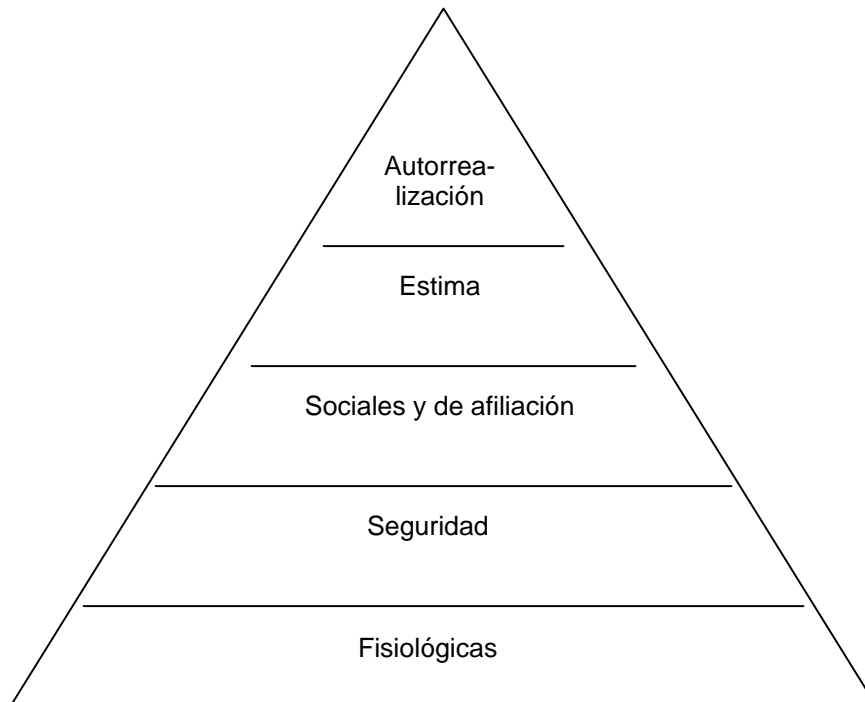 Autorrea-
lización
Estima
Sociales y de afiliación
Seguridad
Fisiológicas